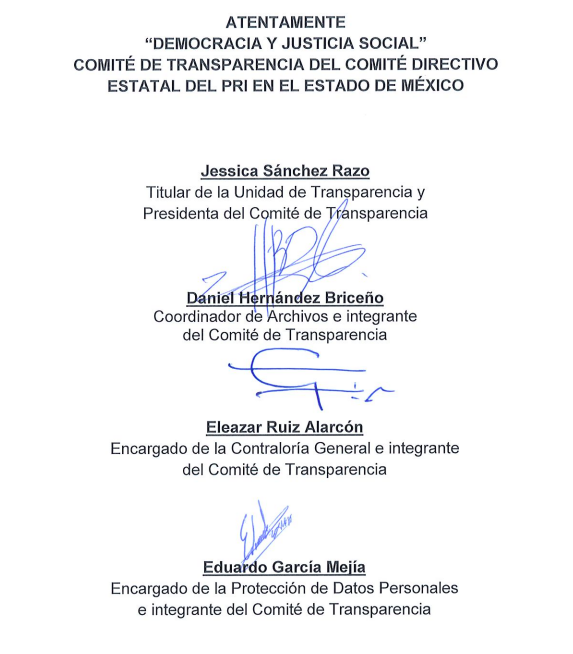 ATENTAMENTE
“DEMOCRACIA Y JUSTICIA SOCIAL”
COMITÉ DE TRANSPARENCIA DEL COMITÉ DIRECTIVO
ESTATAL DEL PRI EN EL ESTADO DE MÉXICO
Jessica Sánchez Razo
Titular de la Unidad de Transparencia y
Presidenta del Comité de Transparencia
Daniel Hernández Briceño
Coordinador de Archivos e integrante
del Comité de Transparencia
Eleazar Ruiz Alarcón
Encargado de la Contraloría General e integrante
del Comité de Transparencia
Eduardo García Mejía
Encargado de la Protección de Datos Personales
e integrante del Comité de Transparencia